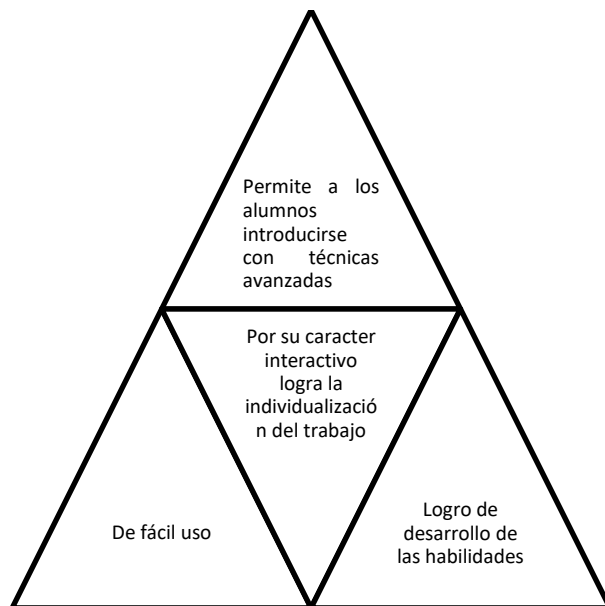 Permite a los
alumnos
introducirse
con técnicas
avanzadas
Por su caracter
interactivo
logra la
individualizació
n del trabajo
De fácil uso
Logro de
desarrollo de
las habilidades